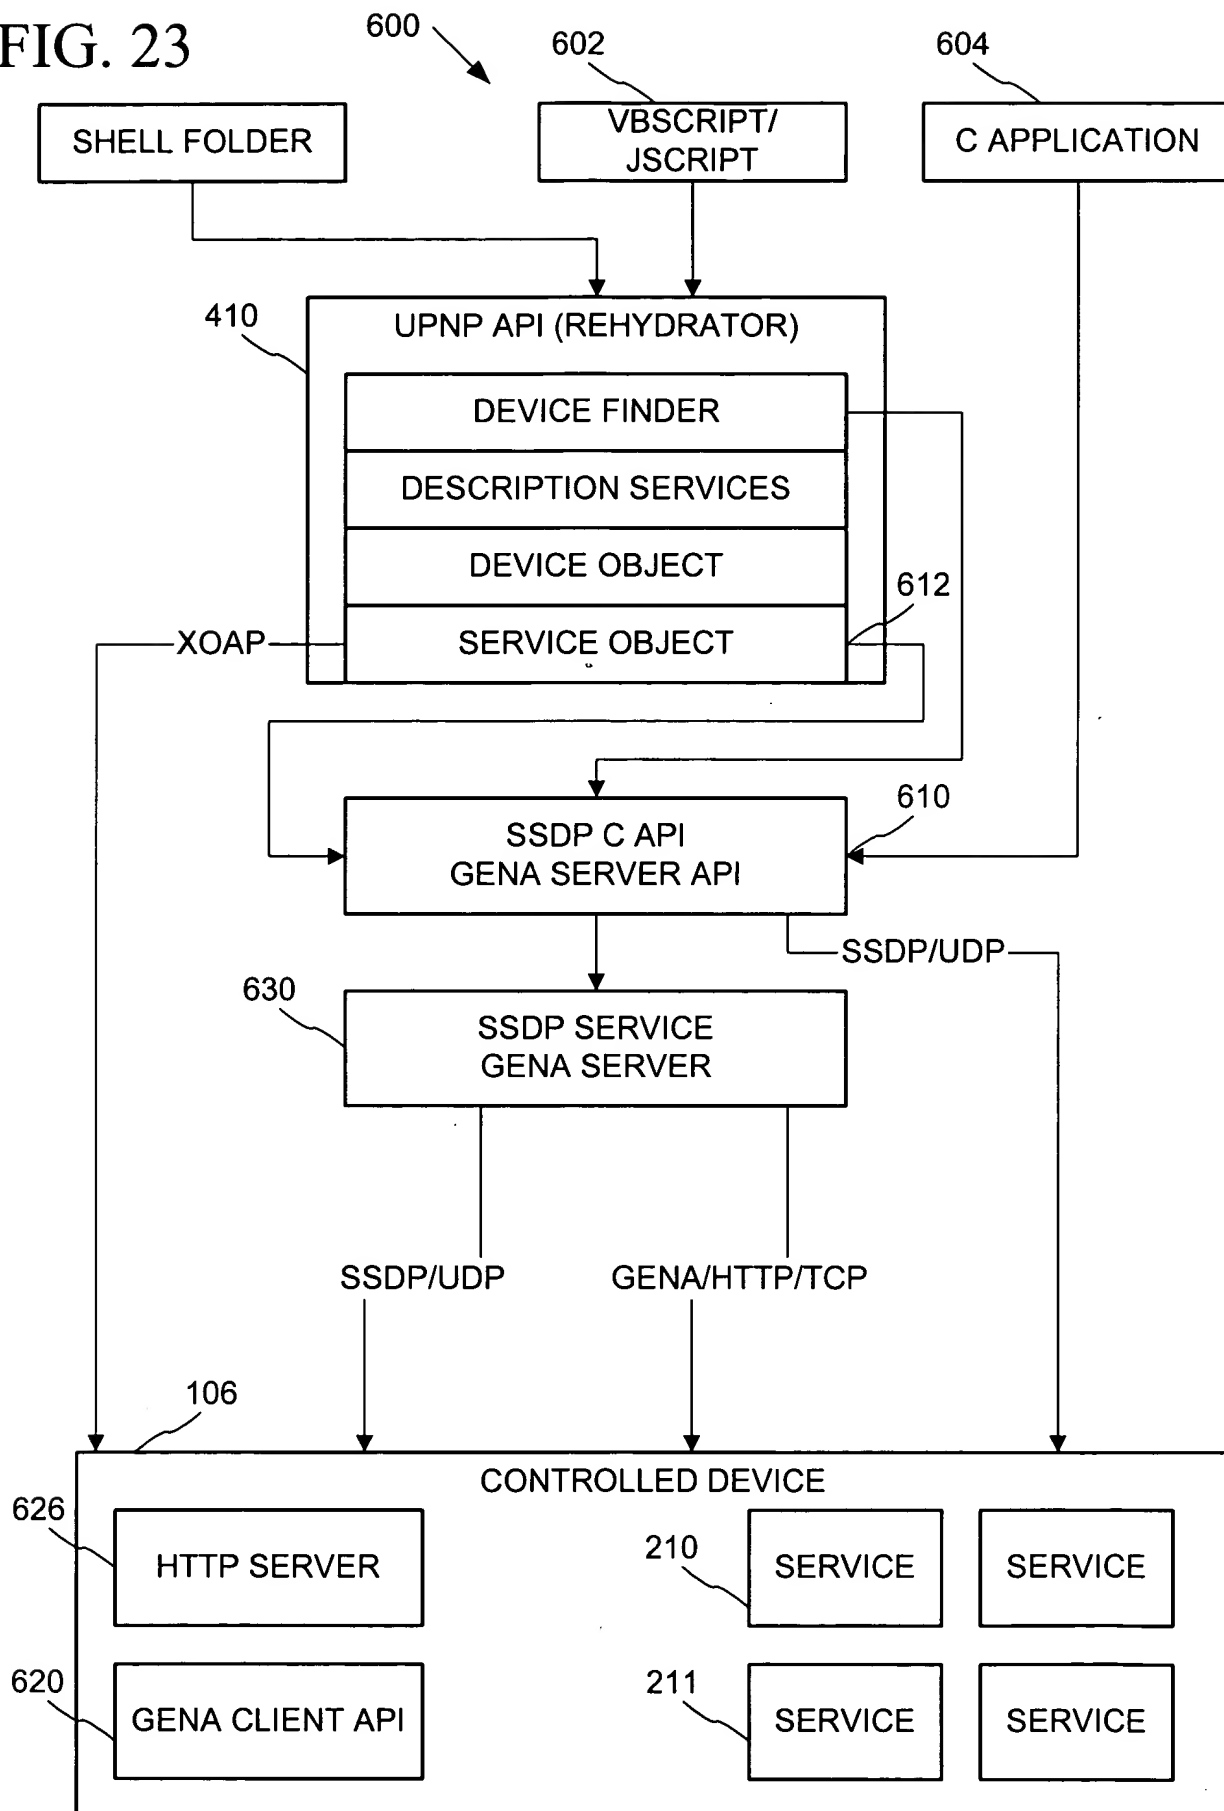 FIG. 23
600
602
604
SHELL FOLDER
VBSCRIPT/
JSCRIPT
C APPLICATION
410
UPNP API (REHYDRATOR)
DEVICE FINDER
DESCRIPTION SERVICES
DEVICE OBJECT
612
XOAP
SERVICE OBJECT
610
SSDP C API
GENA SERVER API
SSDP/UDP
630
SSDP SERVICE
GENA SERVER
SSDP/UDP
GENA/HTTP/TCP
106
CONTROLLED DEVICE
626
HTTP SERVER
210
SERVICE
SERVICE
620
GENA CLIENT API
211
SERVICE
SERVICE